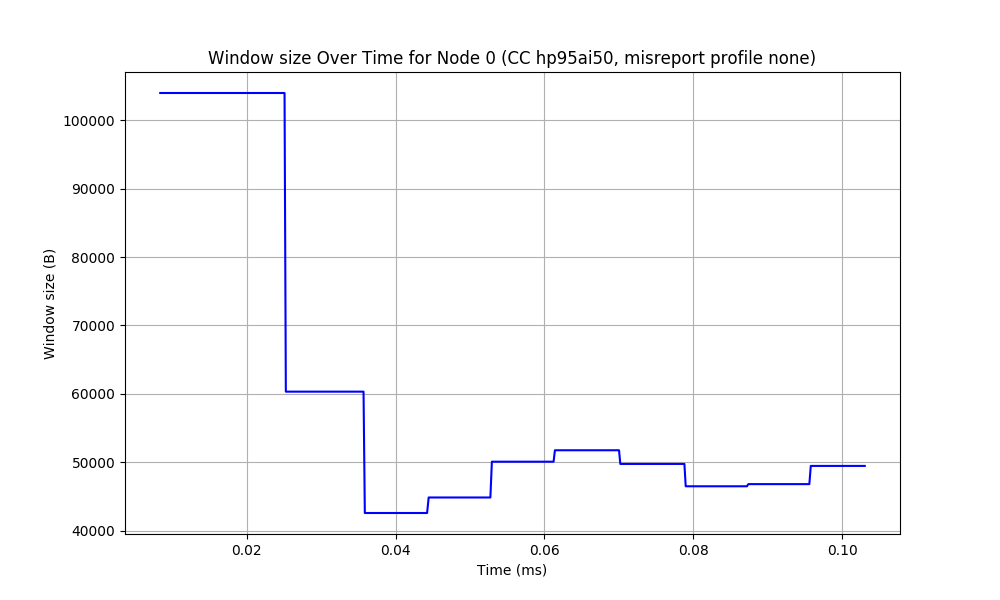 Window size Over Time for Node 0 (CC hp95ai50, misreport profile none)
100000
90000
80000
70000
60000
50000
40000
Window size (B)
0.02 0.04 0.06 0.08 0.10
Time (ms)